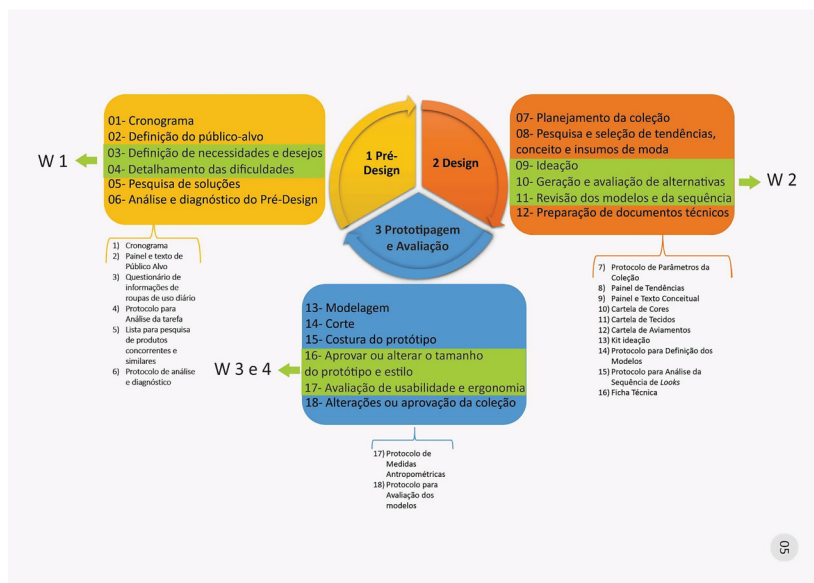 01- Cronograma
02- Definição do público-alvo
03- Definição de necessidades e desejos
04- Detalhamento das dificuldades
05- Pesquisa de soluções
06- Análise e diagnóstico do Pré-Design
W 1
1) Cronograma
2) Painel e texto de
Público Alvo
3) Questionário de
informações de
roupas de uso diário
4) Protocolo para
Análise da tarefa
5) Lista para pesquisa
de produtos
concorrentes e
similares
6) Protocolo de análise
e diagnóstico
1 Pré-
Design
2 Design
3 Prototipagem
e Avaliação
07- Planejamento da coleção
08- Pesquisa e seleção de tendências,
conceito e insumos de moda
09- Ideação
10- Geração e avaliação de alternativas
11- Revisão dos modelos e da sequência
12- Preparação de documentos técnicos
W 2
7) Protocolo de Parâmetros da
Coleção
8) Painel de Tendências
9) Painel e Texto Conceitual
10) Cartela de Cores
11) Cartela de Tecidos
12) Cartela de Aviamentos
13) Kit ideação
14) Protocolo para Definição dos
Modelos
15) Protocolo para Análise da
Sequência de Looks
16) Ficha Técnica
13- Modelagem
14- Corte
15- Costura do protótipo
16- Aprovar ou alterar o tamanho
do protótipo e estilo
17- Avaliação de usabilidade e ergonomia
18- Alterações ou aprovação da coleção
W 3 e 4
17) Protocolo de
Medidas
Antropométricas
18) Protocolo para
Avaliação dos
modelos
05